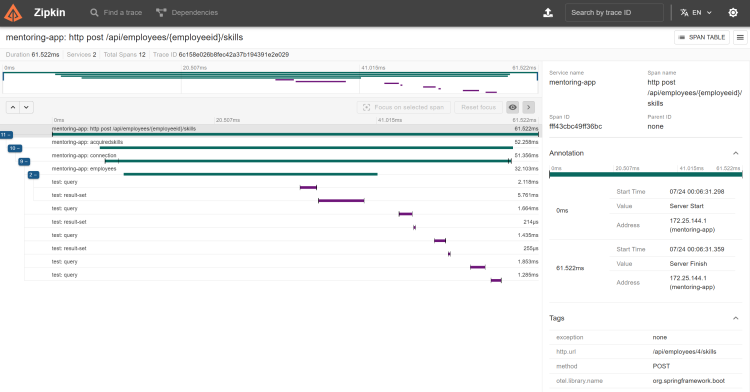 Zipkin
Find a trace
Dependencies
Search by trace ID
EN
mentoring-app: http post /api/employees/{employeeid}/skills
SPAN TABLE
Duration 61.522ms Services 2 Total Spans 12 Trace ID 6c158e026b8fec42a37b194391e2e029
0ms 20.507ms 41.015ms 61.522ms
Focus on selected span
Reset focus
0ms 20.507ms 41.015ms 61.522ms
11 −
mentoring-app: http post /api/employees/{employeeid}/skills 61.522ms
10 −
mentoring-app: acquiredskills 52.258ms
9 −
mentoring-app: connection 51.356ms
2 −
mentoring-app: employees 32.103ms
test: query 2.118ms
test: result-set 5.761ms
test: query 1.664ms
test: result-set 214µs
test: query 1.435ms
test: result-set 255µs
test: query 1.853ms
test: query 1.285ms
Service name
mentoring-app
Span name
http post
/api/employees/{employeeid}/
skills
Span ID
fff43cbc49ff36bc
Parent ID
none
Annotation
0ms 20.507ms 41.015ms 61.522ms
0ms
Start Time 07/24 00:06:31.298
Value Server Start
Address 172.25.144.1
(mentoring-app)
61.522ms
Start Time 07/24 00:06:31.359
Value Server Finish
Address 172.25.144.1
(mentoring-app)
Tags
exception none
http.url /api/employees/4/skills
method POST
otel.library.name org.springframework.boot